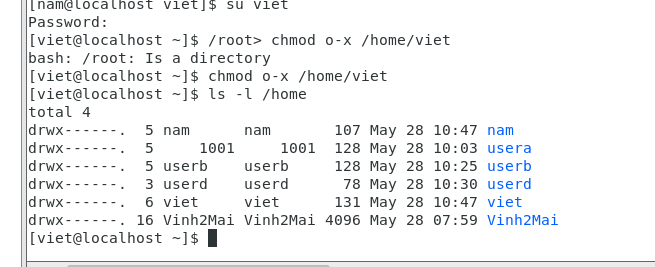 [nam@localhost viet]$ su viet
Password:
[viet@localhost ~]$ /root> chmod o-x /home/viet
bash: /root: Is a directory
[viet@localhost ~]$ chmod o-x /home/viet
[viet@localhost ~]$ ls -l /home
total 4
drwx------.  5 nam      nam       107 May 28 10:47 nam
drwx------.  5     1001     1001  128 May 28 10:03 usera
drwx------.  5 userb    userb     128 May 28 10:25 userb
drwx------.  3 userd    userd      78 May 28 10:30 userd
drwx------.  6 viet     viet      131 May 28 10:47 viet
drwx------. 16 Vinh2Mai Vinh2Mai 4096 May 28 07:59 Vinh2Mai
[viet@localhost ~]$